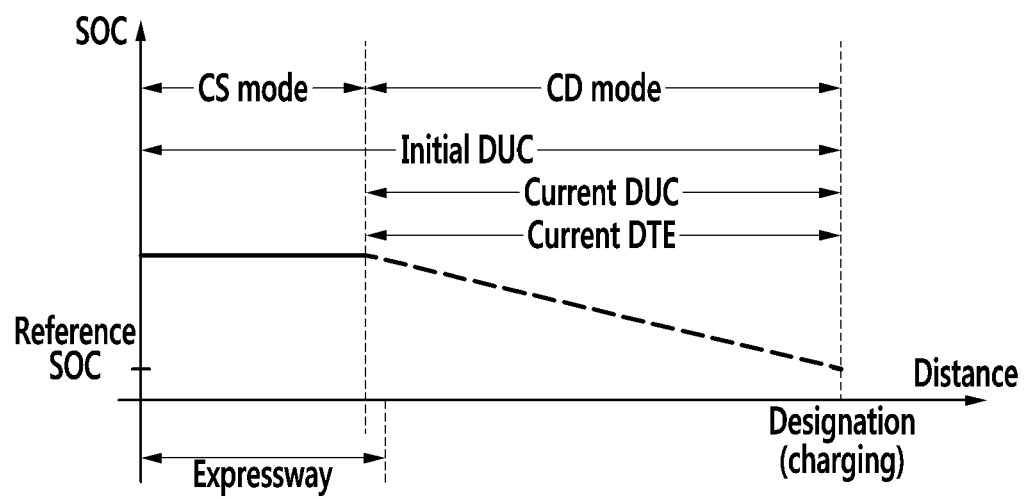 SOC
CS mode
CD mode
Initial DUC
Current DUC
Current DTE
Reference
SOC
Distance
Designation
(charging)
Expressway